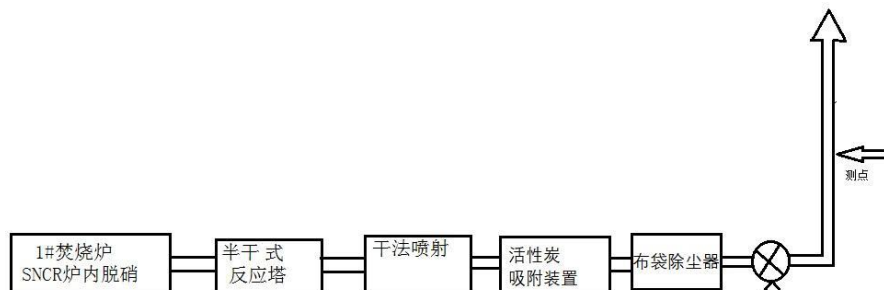 测点
1#焚烧炉
SNCR炉内脱硝
半干 式
反应塔
干法喷射
活性炭
吸附装置
布袋除尘器